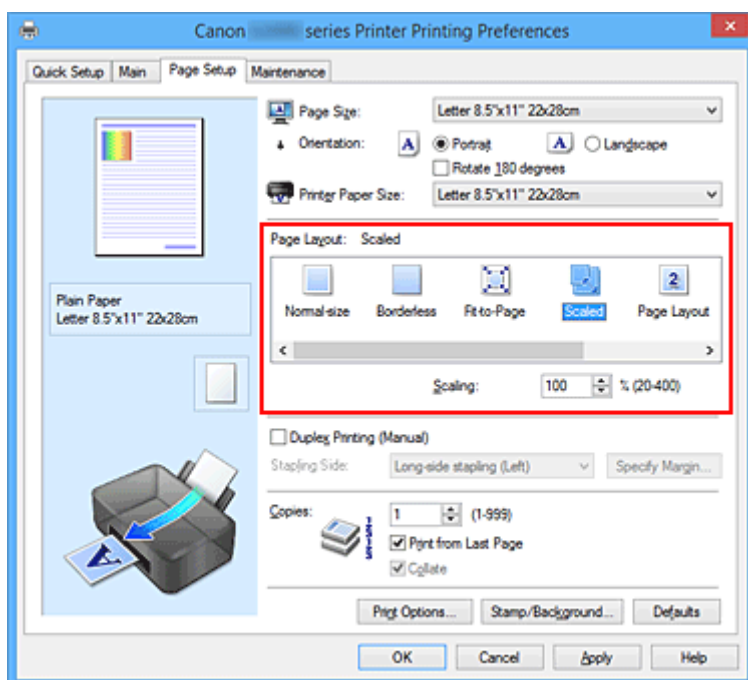 Canon series Printer Printing Preferences
Quick Setup Main Page Setup Maintenance
Page Size: Letter 8.5"x11" 22x28cm
Orientation: A Portrait A Landscape
Rotate 180 degrees
Printer Paper Size: Letter 8.5"x11" 22x28cm
Page Layout: Scaled
Normal-size Borderless Fit-to-Page Scaled 2 Page Layout
Scaling: 100 % (20-400)
Plain Paper
Letter 8.5"x11" 22x28cm
Duplex Printing (Manual)
Stapling Side: Long-side stapling (Left) Specify Margin...
Copies: 1 (1-999)
Print from Last Page
Collate
A
Print Options... Stamp/Background... Defaults
OK Cancel Apply Help